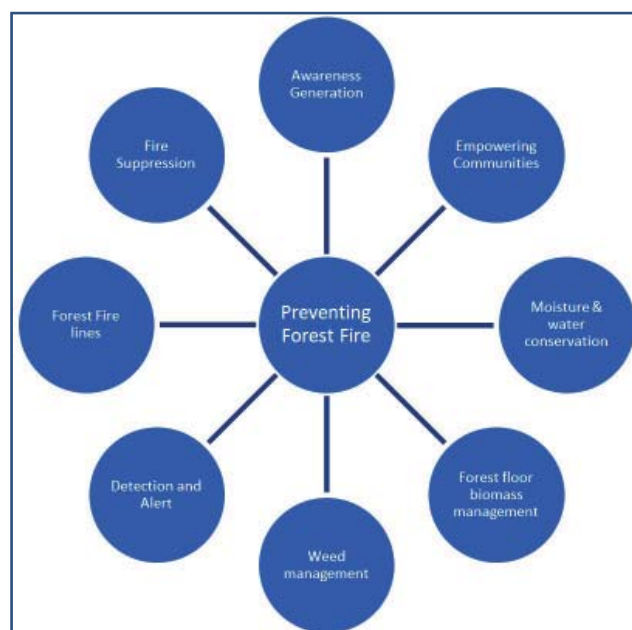 Awareness
Generation
Empowering
Communities
Moisture &
water
conservation
Forest floor
biomass
management
Weed
management
Detection and
Alert
Forest Fire
lines
Fire
Suppression
Preventing
Forest Fire